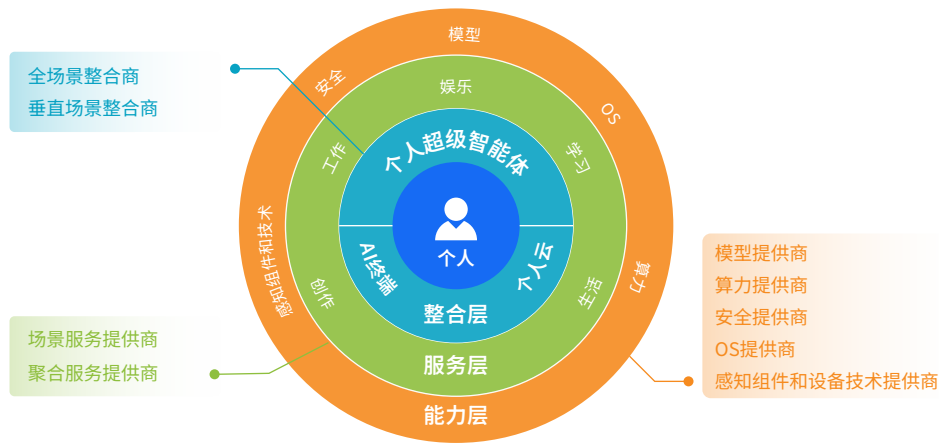 模型
安全
OS
娱乐
工作
学习
个人超级智能体
个人
AI终端
个人云
感知组件和技术
创作
生活
算力
整合层
服务层
能力层
全场景整合商
垂直场景整合商
场景服务提供商
聚合服务提供商
模型提供商
算力提供商
安全提供商
OS提供商
感知组件和设备技术提供商